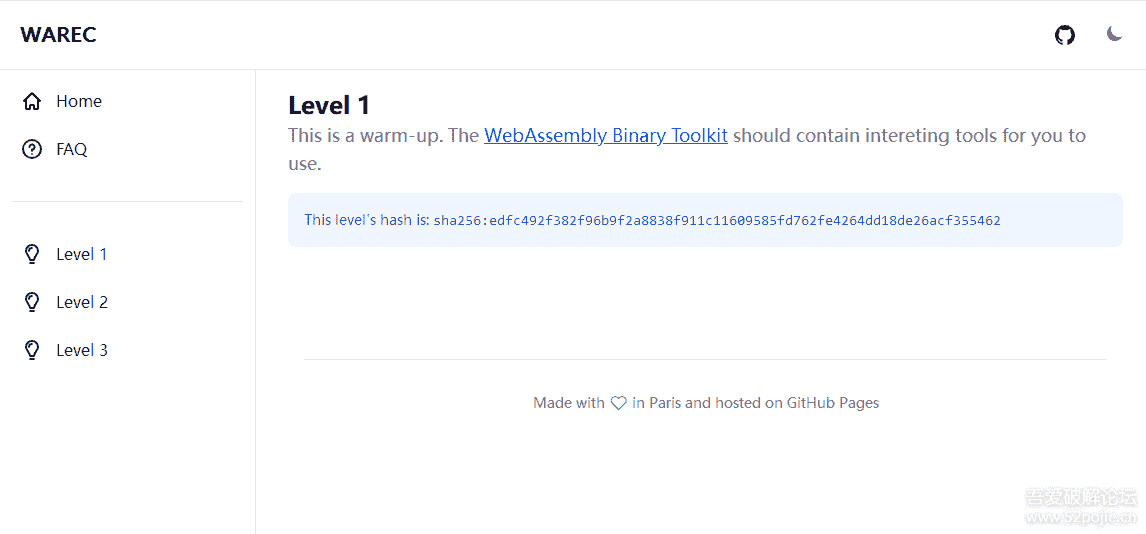 WAREC
Home
FAQ
Level 1
Level 2
Level 3
Level 1
This is a warm-up. The WebAssembly Binary Toolkit should contain intereting tools for you to
use.
This level's hash is: sha256:edfc492f382f96b9f2a8838f911c11609585fd762fe4264dd18de26acf355462
Made with in Paris and hosted on GitHub Pages
吾爱破解论坛
www.52pojie.cn